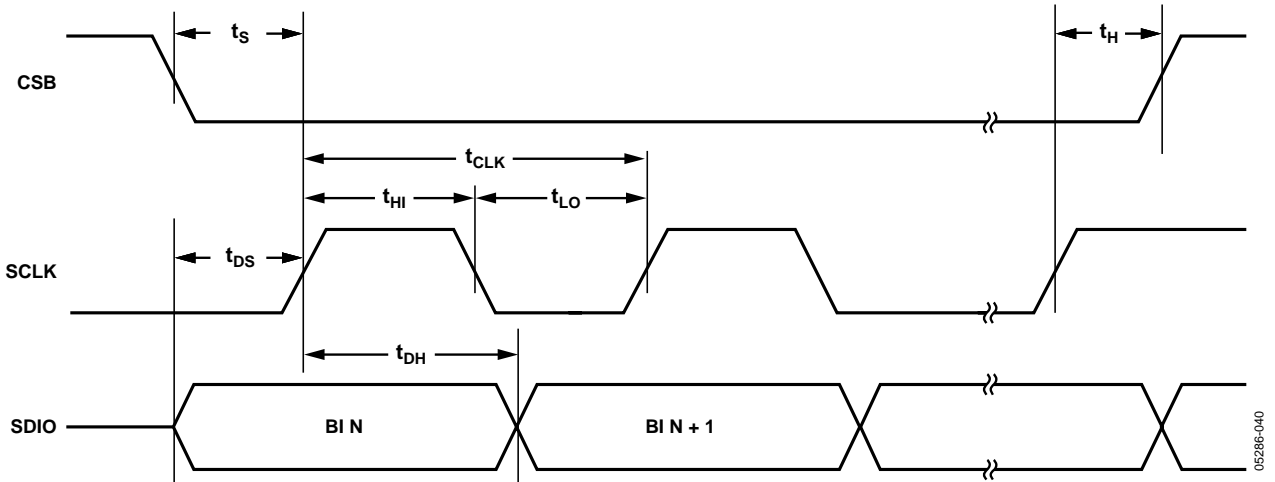 tS
tH
CSB
tCLK
tHI
tLO
tDS
SCLK
tDH
SDIO
BI N
BI N + 1
05286-040